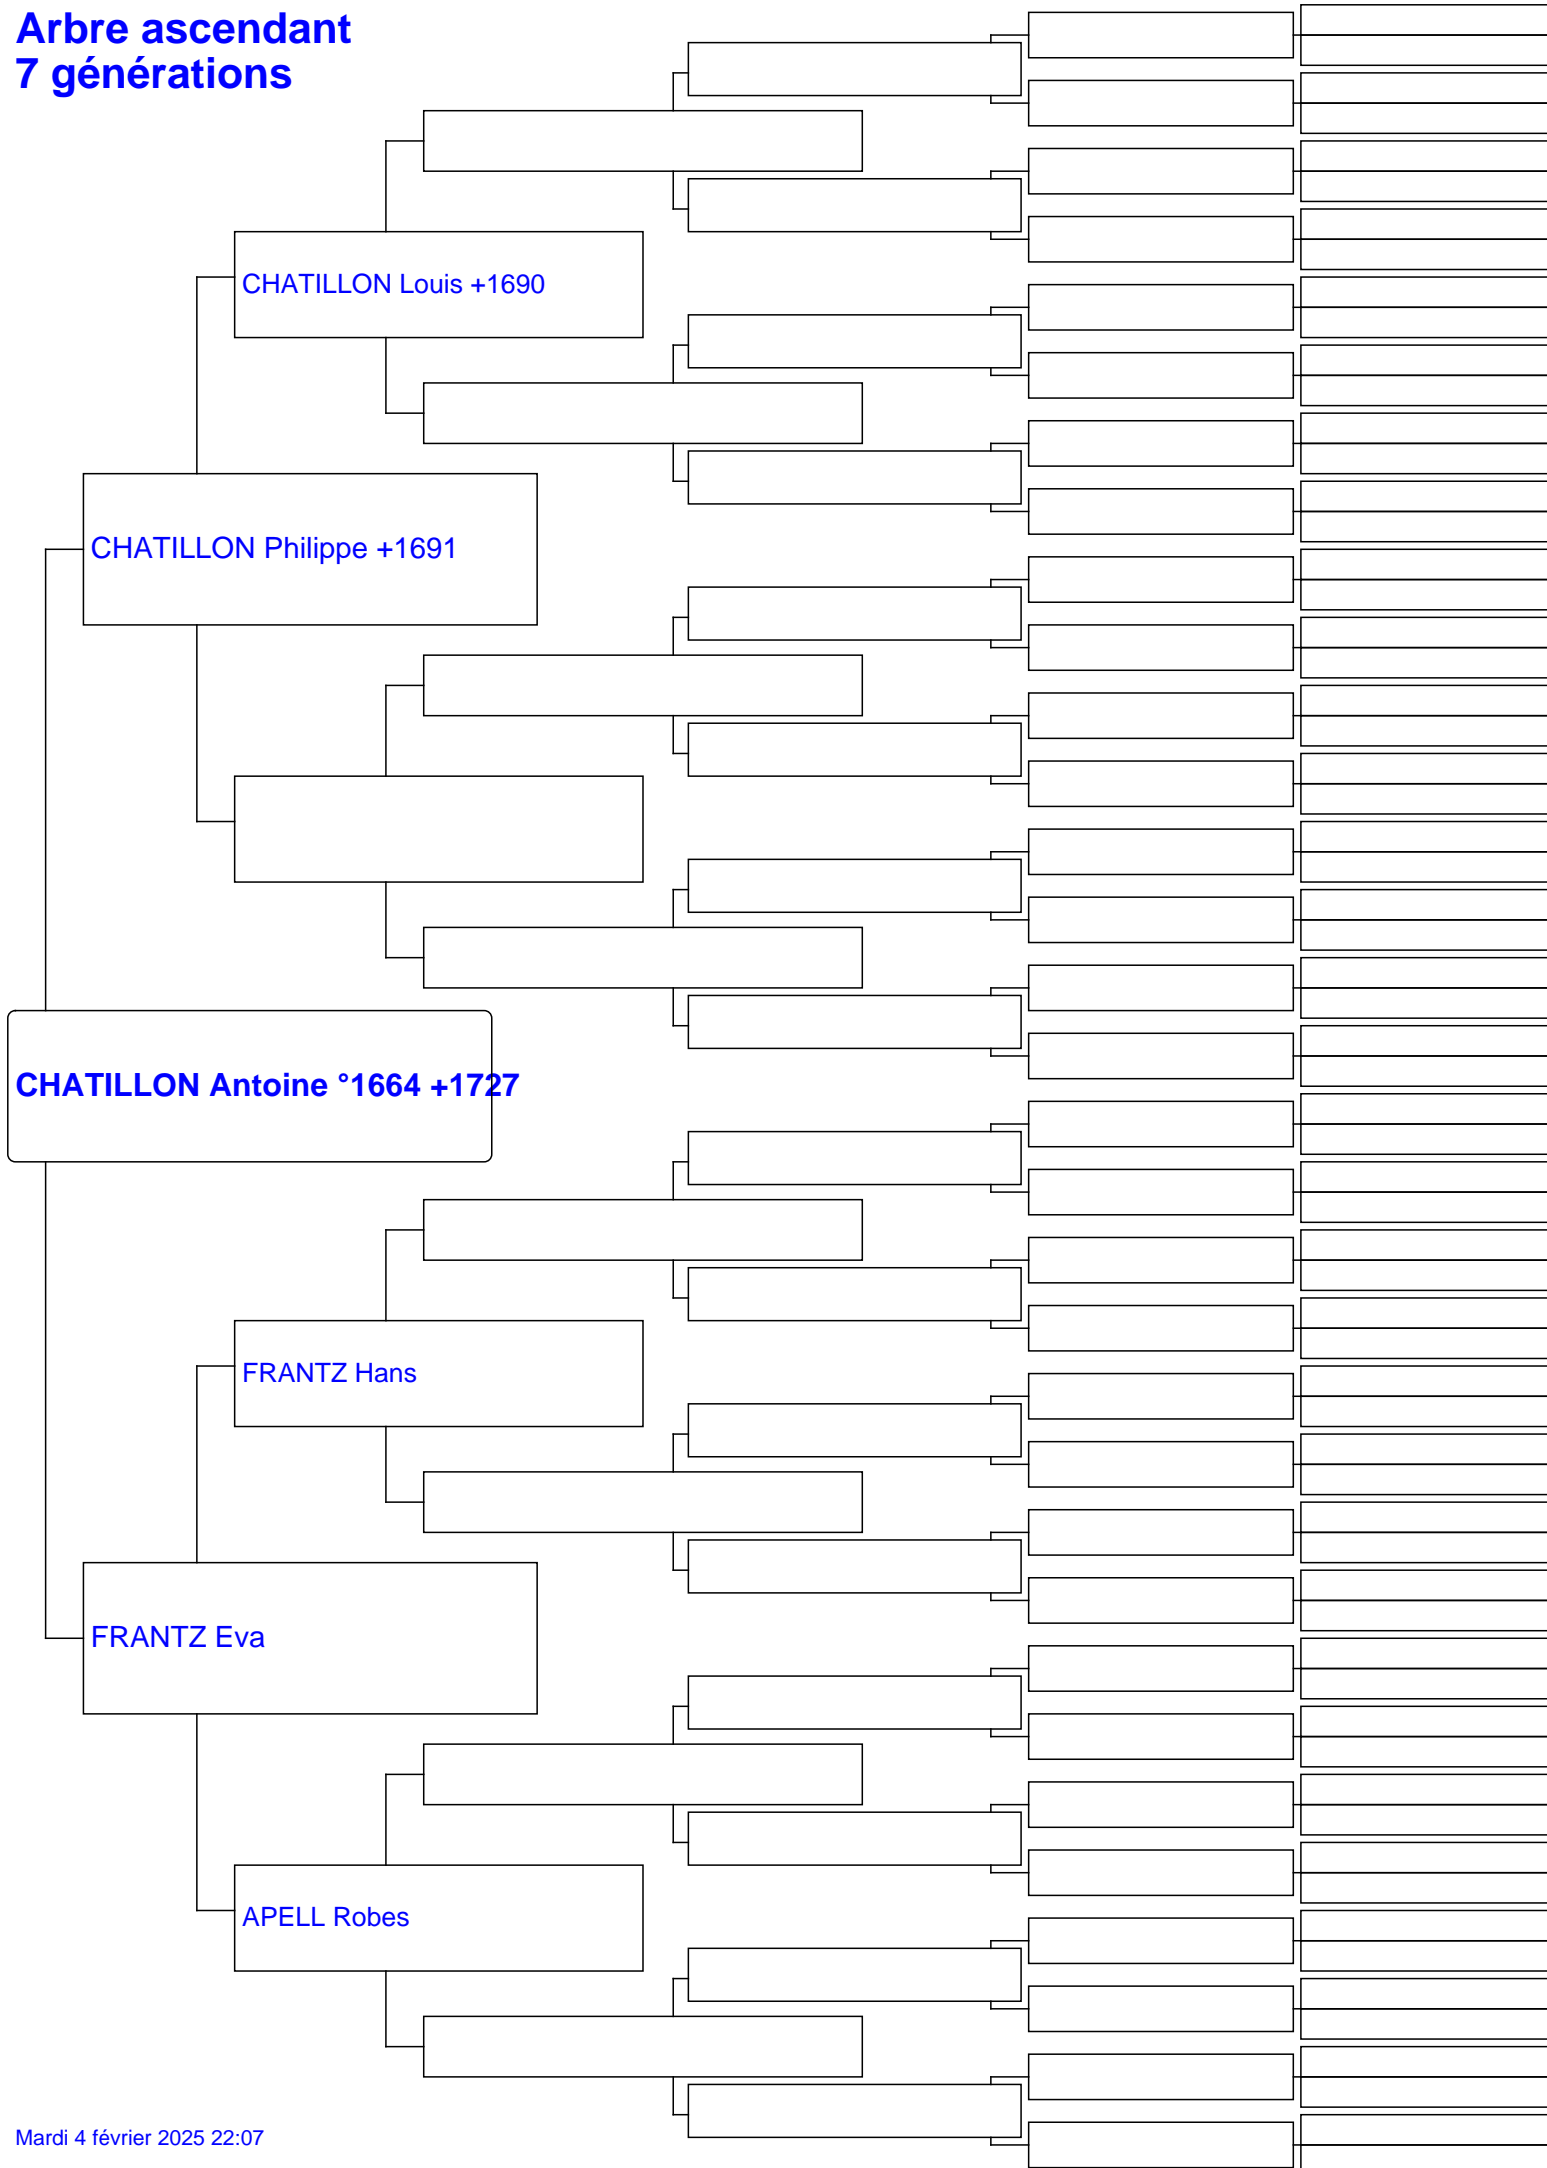 Arbre ascendant
7 générations
CHATILLON Louis +1690
CHATILLON Philippe +1691
CHATILLON Antoine °1664 +1727
FRANTZ Hans
FRANTZ Eva
APELL Robes
Mardi 4 février 2025 22:07